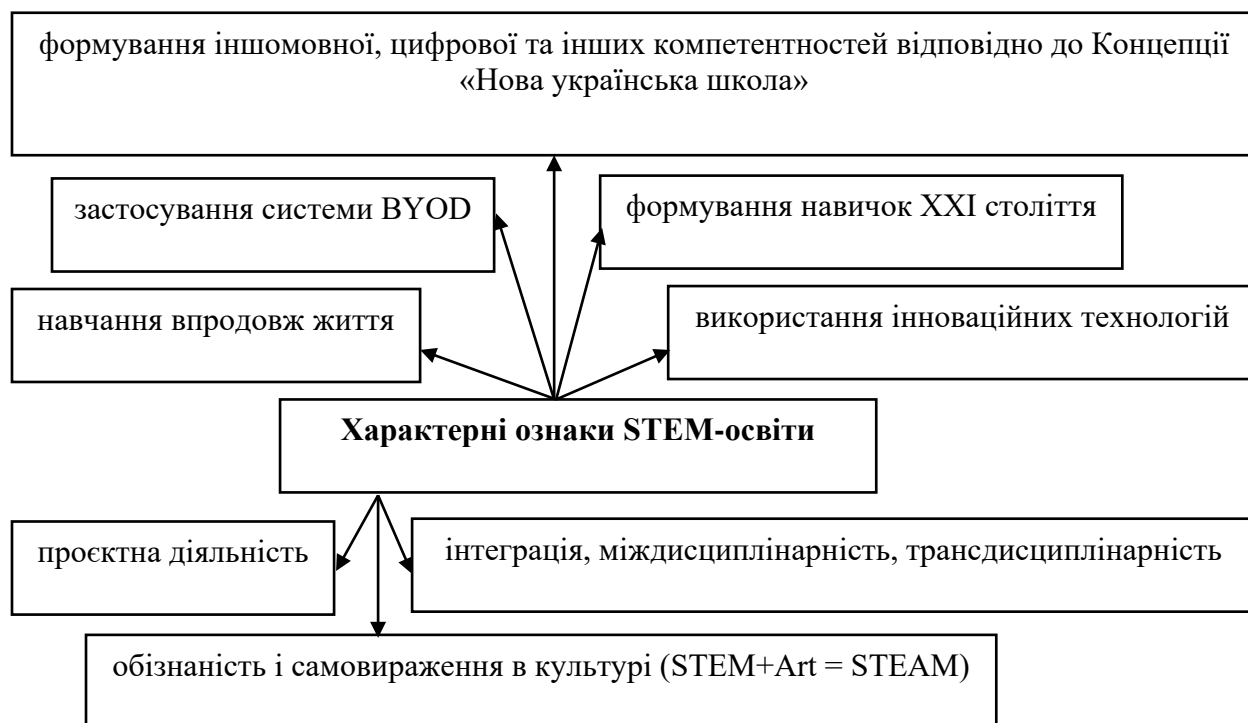 формування іншомовної, цифрової та інших компетентностей відповідно до Концепції
«Нова українська школа»
застосування системи BYOD
формування навичок ХХІ століття
навчання впродовж життя
використання інноваційних технологій
Характерні ознаки STEM-освіти
проєктна діяльність
інтеграція, міждисциплінарність, трансдисциплінарність
обізнаність і самовираження в культурі (STEM+Art = STEAM)